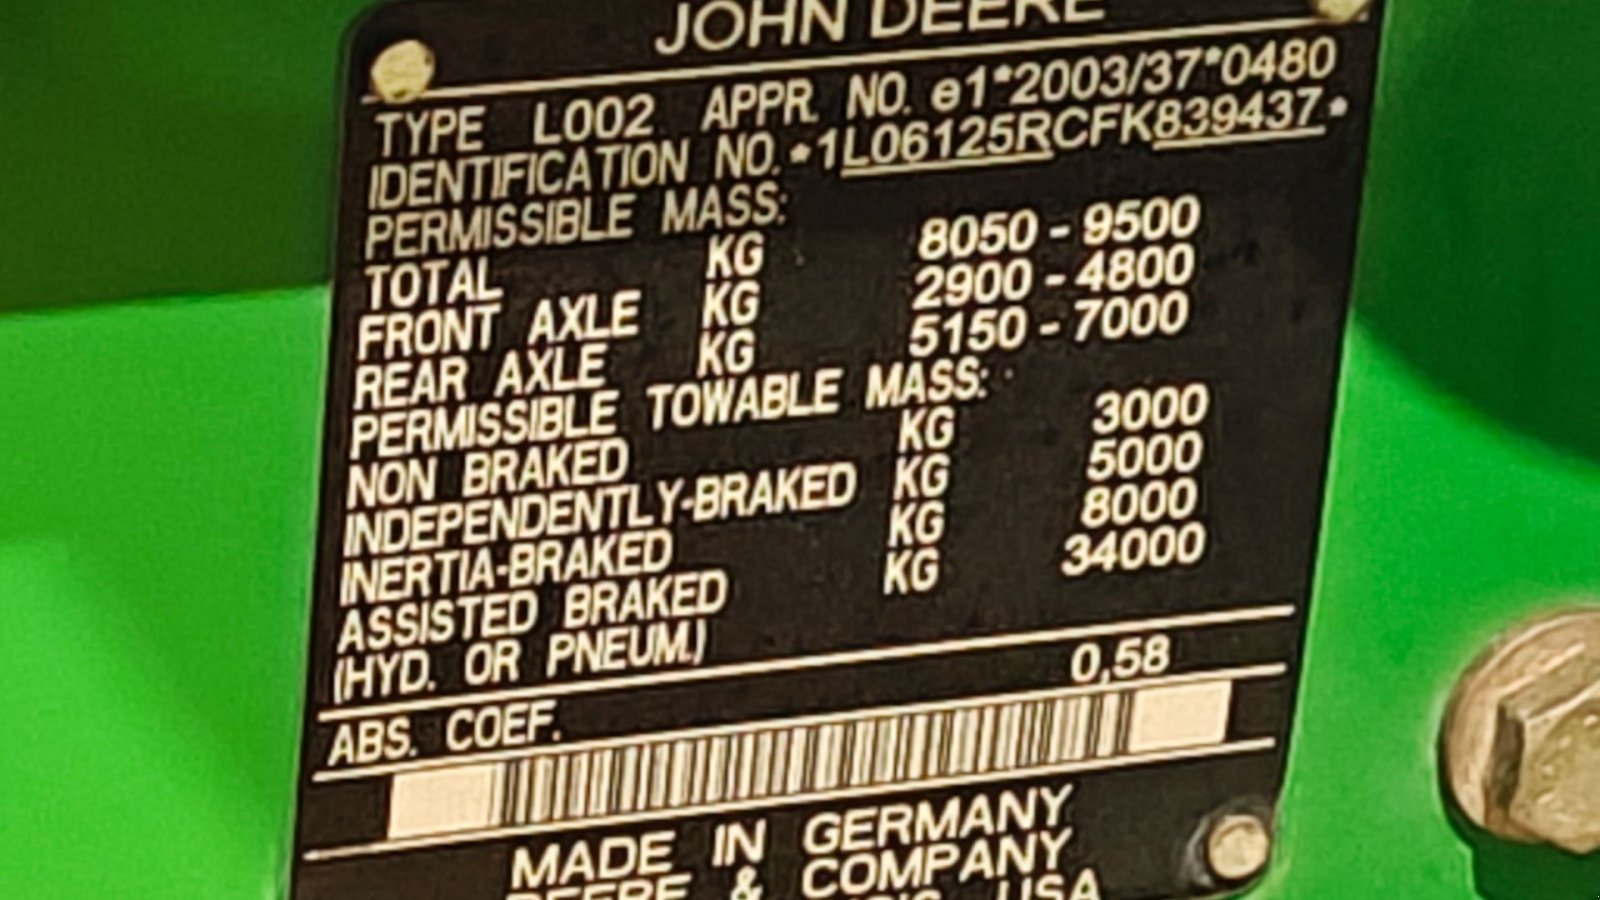 JOHN DEERE
TYPE L002 APPR. NO. e1*2003/37*0480
IDENTIFICATION NO. *1L06125RCFK839437*
PERMISSIBLE MASS:
TOTAL KG 8050 - 9500
FRONT AXLE KG 2900 - 4800
REAR AXLE KG 5150 - 7000
PERMISSIBLE TOWABLE MASS:
NON BRAKED KG 3000
INDEPENDENTLY-BRAKED KG 5000
INERTIA-BRAKED KG 8000
ASSISTED BRAKED KG 34000
(HYD. OR PNEUM.)
ABS. COEF. 0,58
MADE IN GERMANY
DEERE & COMPANY
USA